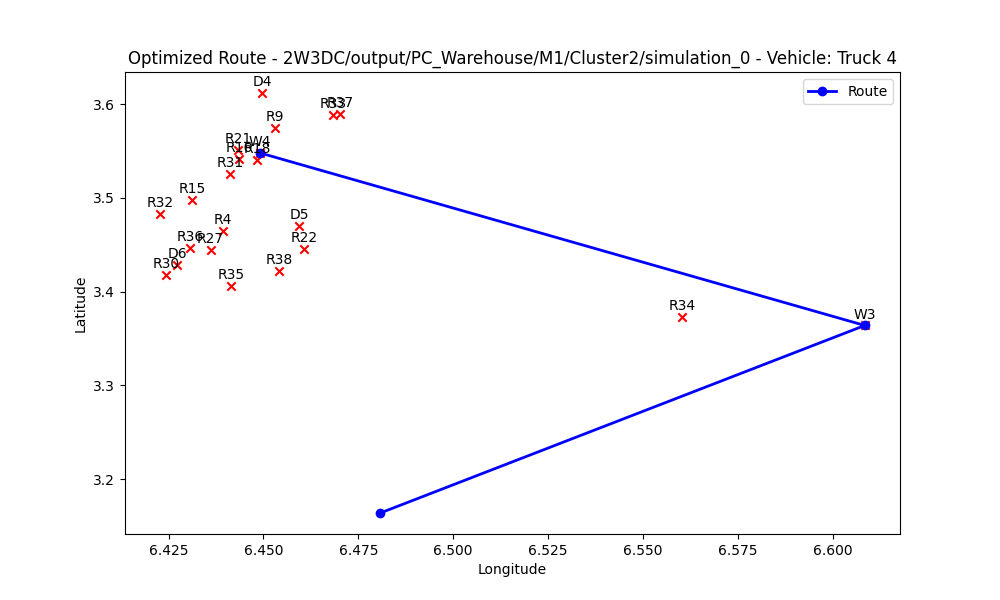 Optimized Route - 2W3DC/output/PC_Warehouse/M1/Cluster2/simulation_0 - Vehicle: Truck 4
Route
D4
R33
R37
R9
R21
W4
R18
R31
R15
R32
R4
D5
R36
R27
R22
D6
R30
R38
R35
R34
W3
3.6
3.5
3.4
3.3
3.2
Latitude
6.425
6.450
6.475
6.500
6.525
6.550
6.575
6.600
Longitude